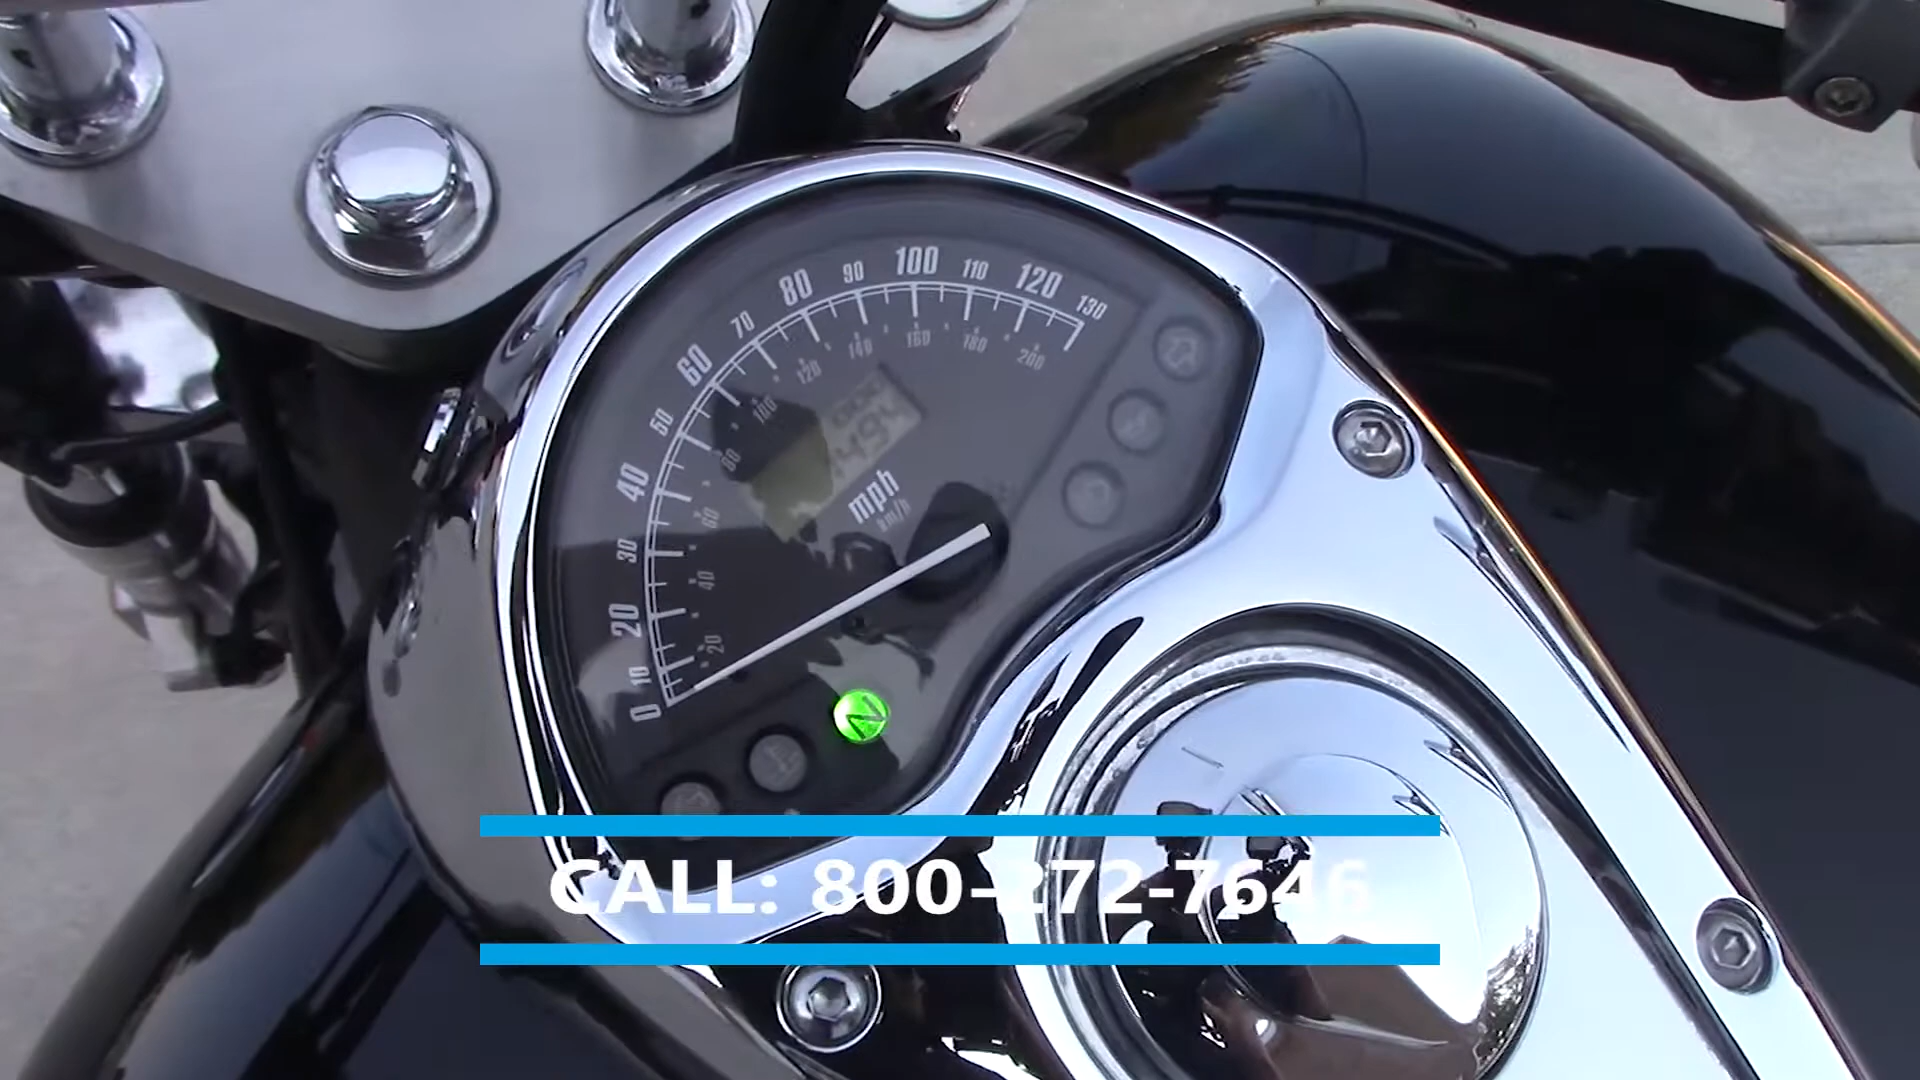 0 10 20 30 40 50 60 70 80 90 100 110 120 130
20 40 60 80 100 120 140 160 180 200
mph
km/h
N
CALL: 800-272-7646